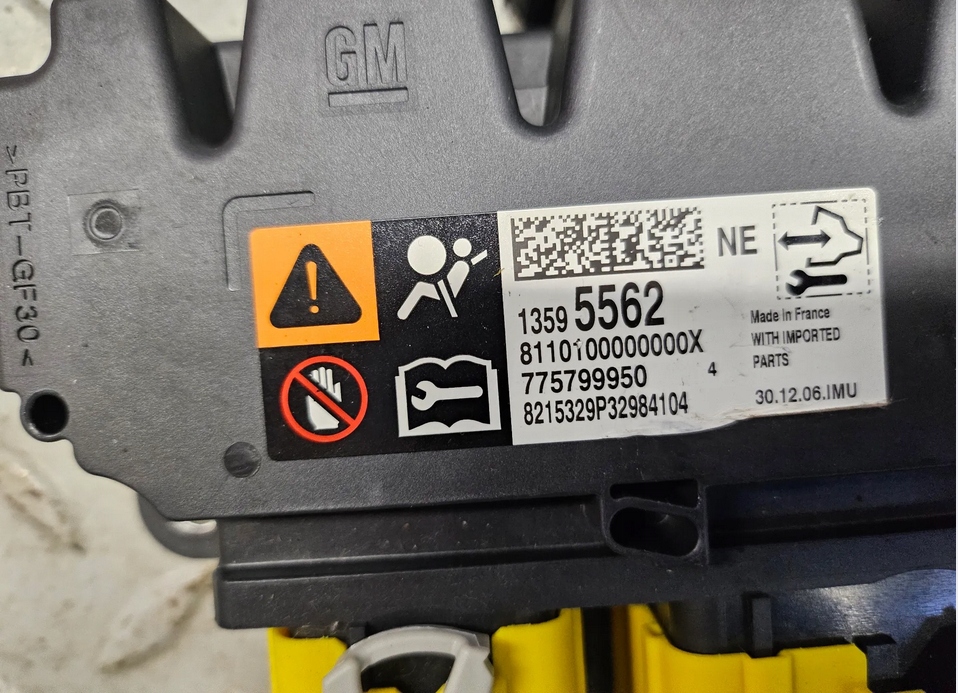 GM
>PBT-GF30<
NE
1359 5562
8110100000000X
775799950
4
8215329P32984104
Made in France
WITH IMPORTED
PARTS
30.12.06.IMU